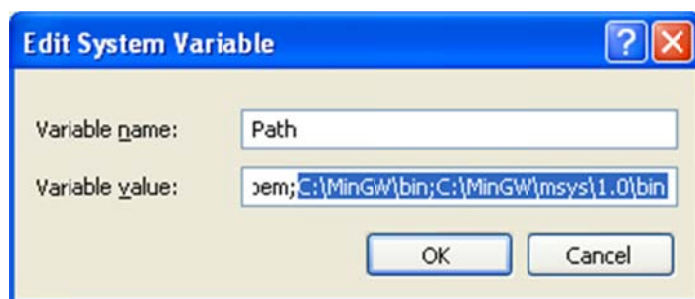 Edit System Variable
Variable name: Path
Variable value: ;C:\MinGW\bin;C:\MinGW\msys\1.0\bin
OK Cancel